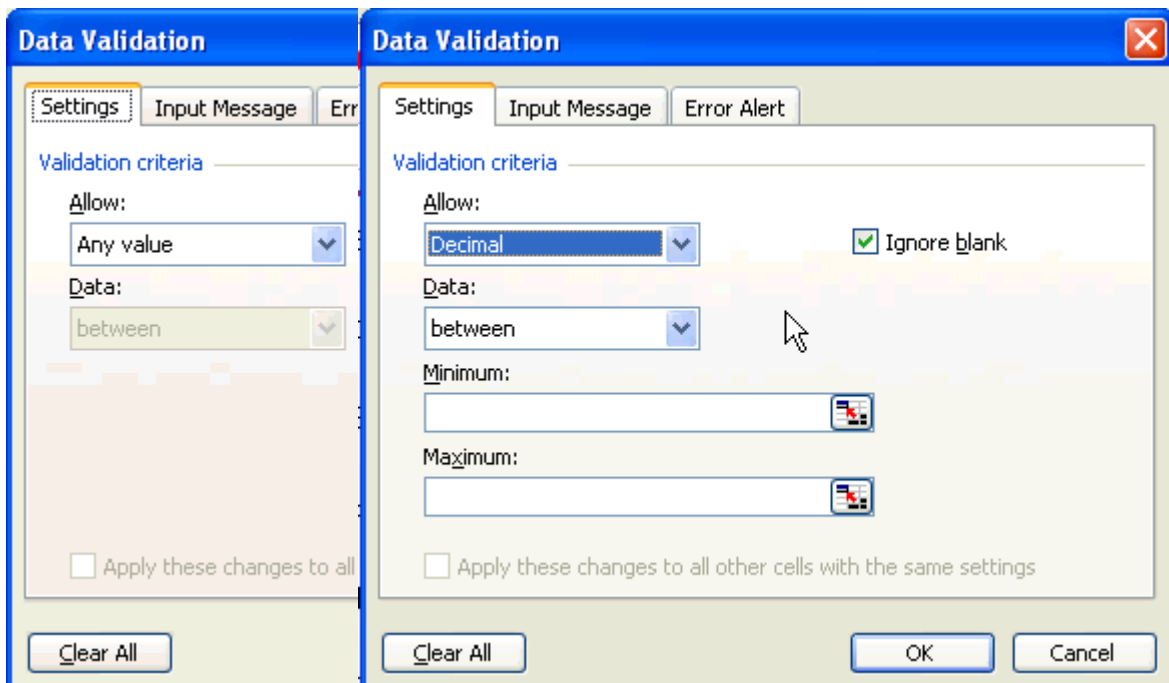 Data Validation
Settings Input Message Err
Validation criteria
Allow:
Any value
Data:
between
Apply these changes to all
Clear All
Data Validation
Settings Input Message Error Alert
Validation criteria
Allow:
Decimal
Ignore blank
Data:
between
Minimum:
Maximum:
Apply these changes to all other cells with the same settings
Clear All OK Cancel